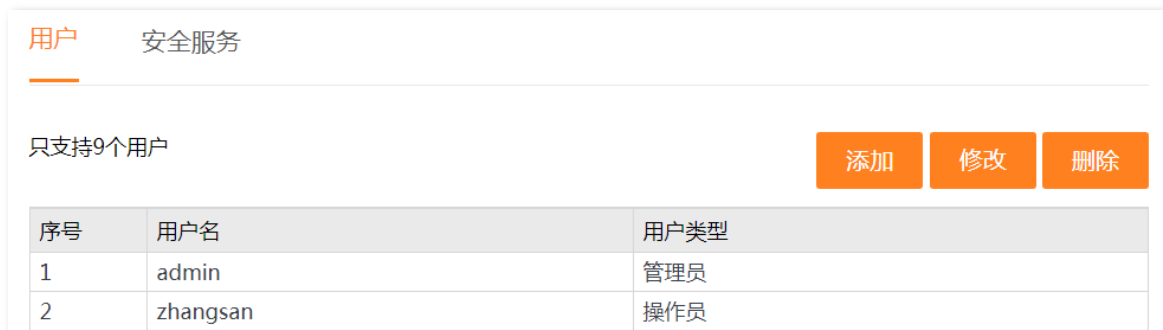 用户 安全服务
只支持9个用户
添加 修改 删除
序号 用户名 用户类型
1 admin 管理员
2 zhangsan 操作员